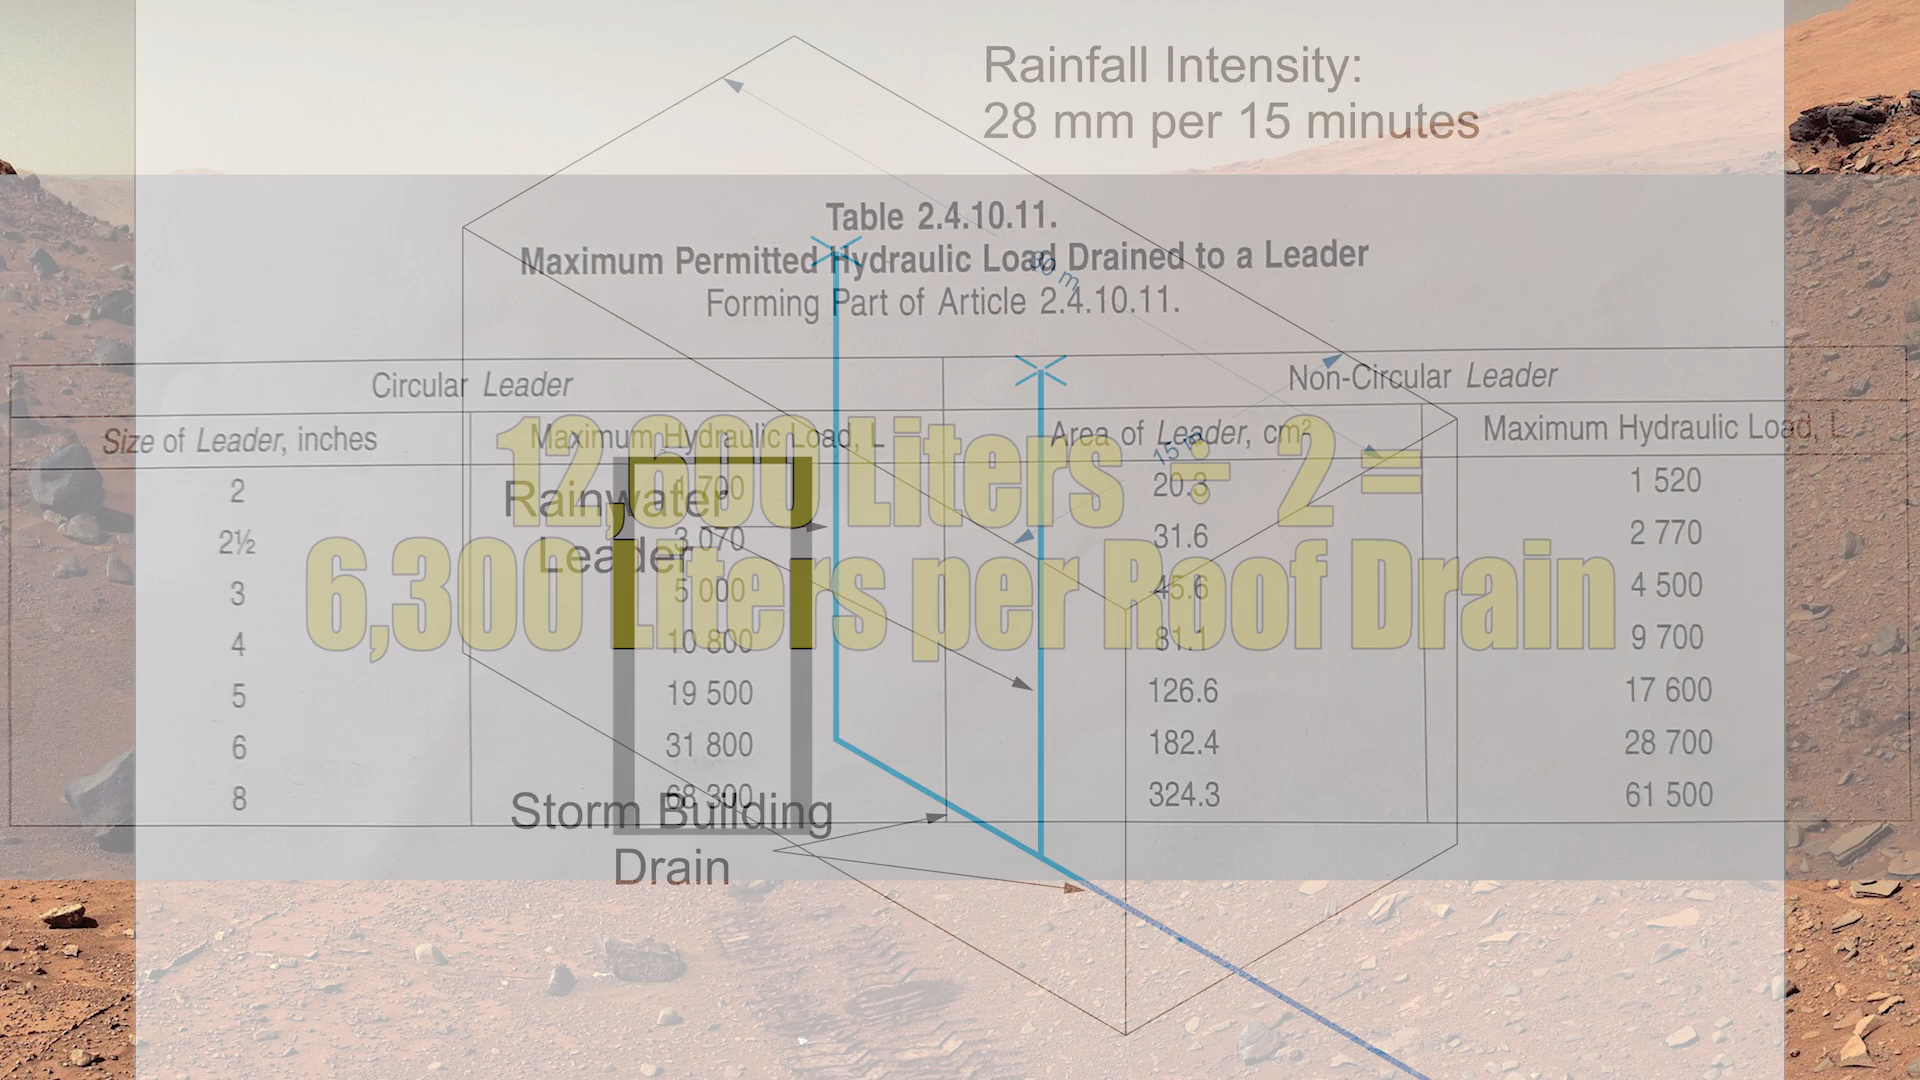 Rainfall Intensity:
28 mm per 15 minutes
Table 2.4.10.11.
Maximum Permitted Hydraulic Load Drained to a Leader
Forming Part of Article 2.4.10.11.
30 m
Circular Leader
Non-Circular Leader
Size of Leader, inches
Maximum Hydraulic Load, L
Area of Leader, cm²
Maximum Hydraulic Load, L
15 m
12,600 Liters ÷ 2 =
6,300 Liters per Roof Drain
Rainwater
Leader
2 1 700 20.3 1 520
2½ 3 070 31.6 2 770
3 5 000 45.6 4 500
4 10 800 81.1 9 700
5 19 500 126.6 17 600
6 31 800 182.4 28 700
8 68 300 324.3 61 500
Storm Building
Drain